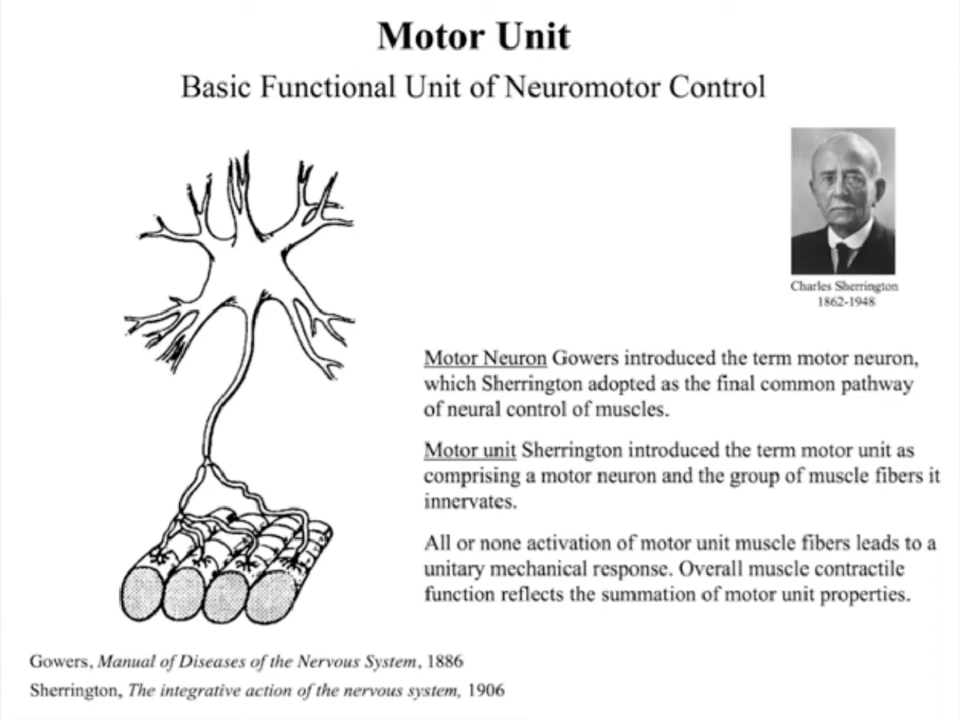 Motor Unit
Basic Functional Unit of Neuromotor Control
Charles Sherrington
1862-1948
Motor Neuron Gowers introduced the term motor neuron,
which Sherrington adopted as the final common pathway
of neural control of muscles.
Motor unit Sherrington introduced the term motor unit as
comprising a motor neuron and the group of muscle fibers it
innervates.
All or none activation of motor unit muscle fibers leads to a
unitary mechanical response. Overall muscle contractile
function reflects the summation of motor unit properties.
Gowers, Manual of Diseases of the Nervous System, 1886
Sherrington, The integrative action of the nervous system, 1906